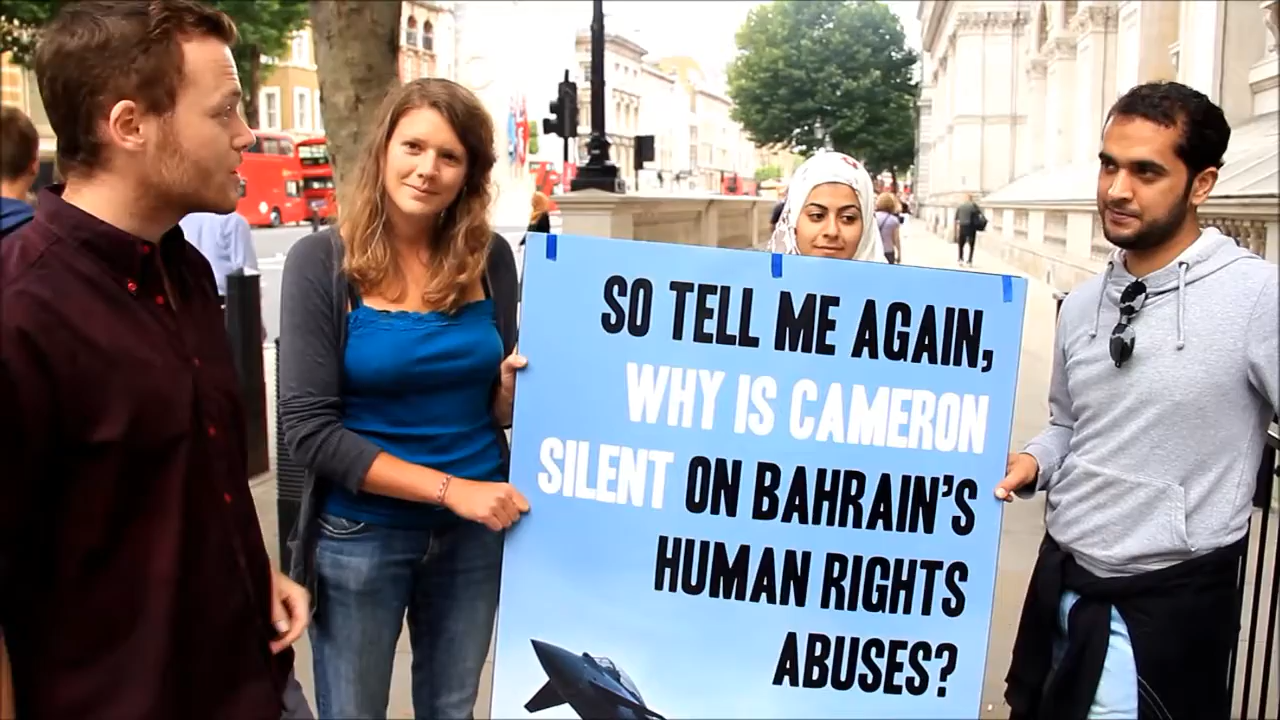 SO TELL ME AGAIN,
WHY IS CAMERON
SILENT ON BAHRAIN'S
HUMAN RIGHTS
ABUSES?